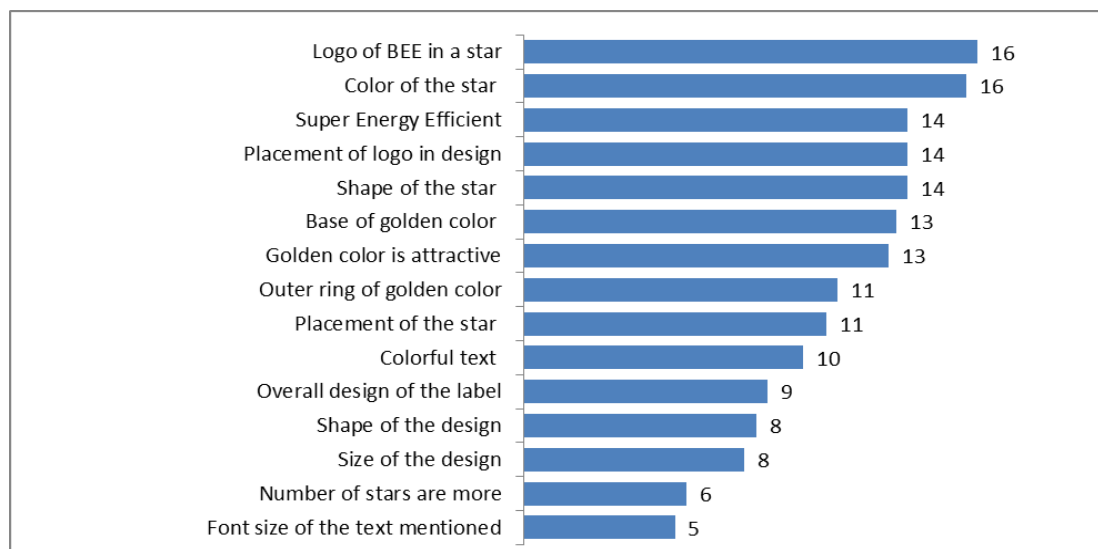 Logo of BEE in a star 16
Color of the star 16
Super Energy Efficient 14
Placement of logo in design 14
Shape of the star 14
Base of golden color 13
Golden color is attractive 13
Outer ring of golden color 11
Placement of the star 11
Colorful text 10
Overall design of the label 9
Shape of the design 8
Size of the design 8
Number of stars are more 6
Font size of the text mentioned 5